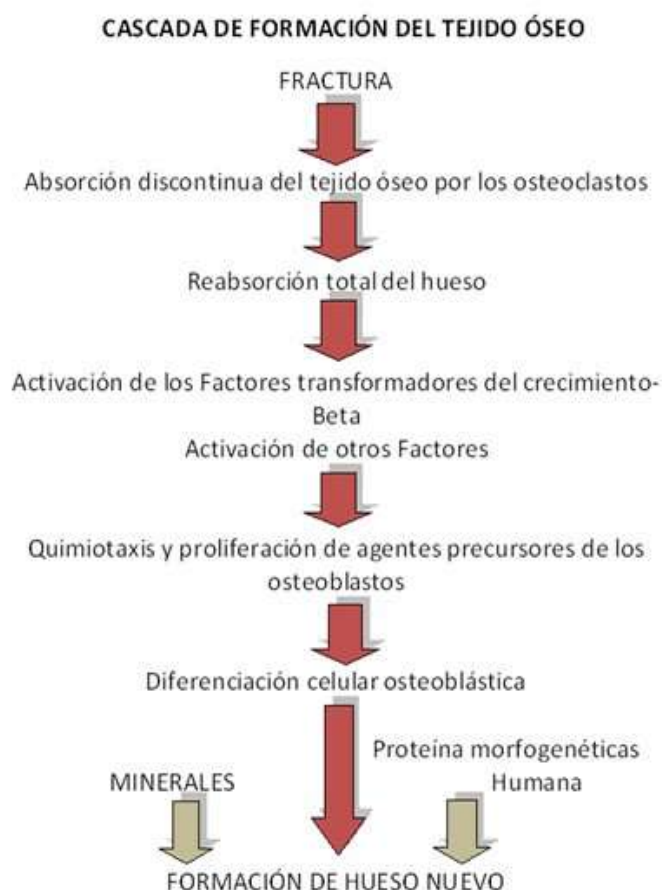 CASCADA DE FORMACIÓN DEL TEJIDO ÓSEO
FRACTURA
Absorción discontinua del tejido óseo por los osteoclastos
Reabsorción total del hueso
Activación de los Factores transformadores del crecimiento-
Beta
Activación de otros Factores
Quimiotaxis y proliferación de agentes precursores de los
osteoblastos
Diferenciación celular osteoblástica
Proteína morfogenéticas
MINERALES Humana
FORMACIÓN DE HUESO NUEVO